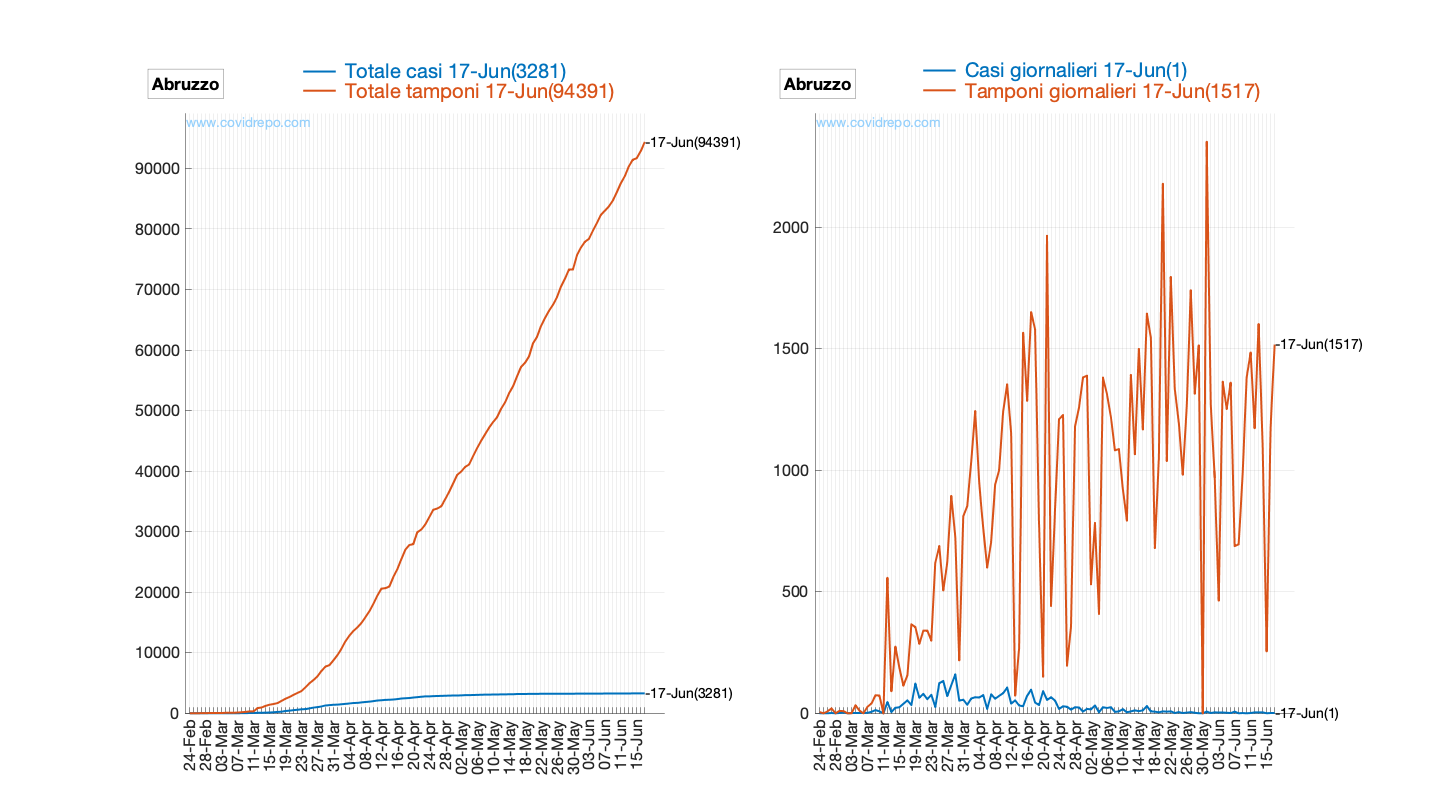 Abruzzo
Totale casi 17-Jun(3281)
Totale tamponi 17-Jun(94391)
www.covidrepo.com
17-Jun(94391)
90000
80000
70000
60000
50000
40000
30000
20000
10000
0
17-Jun(3281)
24-Feb
28-Feb
03-Mar
07-Mar
11-Mar
15-Mar
19-Mar
23-Mar
27-Mar
31-Mar
04-Apr
08-Apr
12-Apr
16-Apr
20-Apr
24-Apr
28-Apr
02-May
06-May
10-May
14-May
18-May
22-May
26-May
30-May
03-Jun
07-Jun
11-Jun
15-Jun
Abruzzo
Casi giornalieri 17-Jun(1)
Tamponi giornalieri 17-Jun(1517)
www.covidrepo.com
2000
1500
17-Jun(1517)
1000
500
0
17-Jun(1)
24-Feb
28-Feb
03-Mar
07-Mar
11-Mar
15-Mar
19-Mar
23-Mar
27-Mar
31-Mar
04-Apr
08-Apr
12-Apr
16-Apr
20-Apr
24-Apr
28-Apr
02-May
06-May
10-May
14-May
18-May
22-May
26-May
30-May
03-Jun
07-Jun
11-Jun
15-Jun